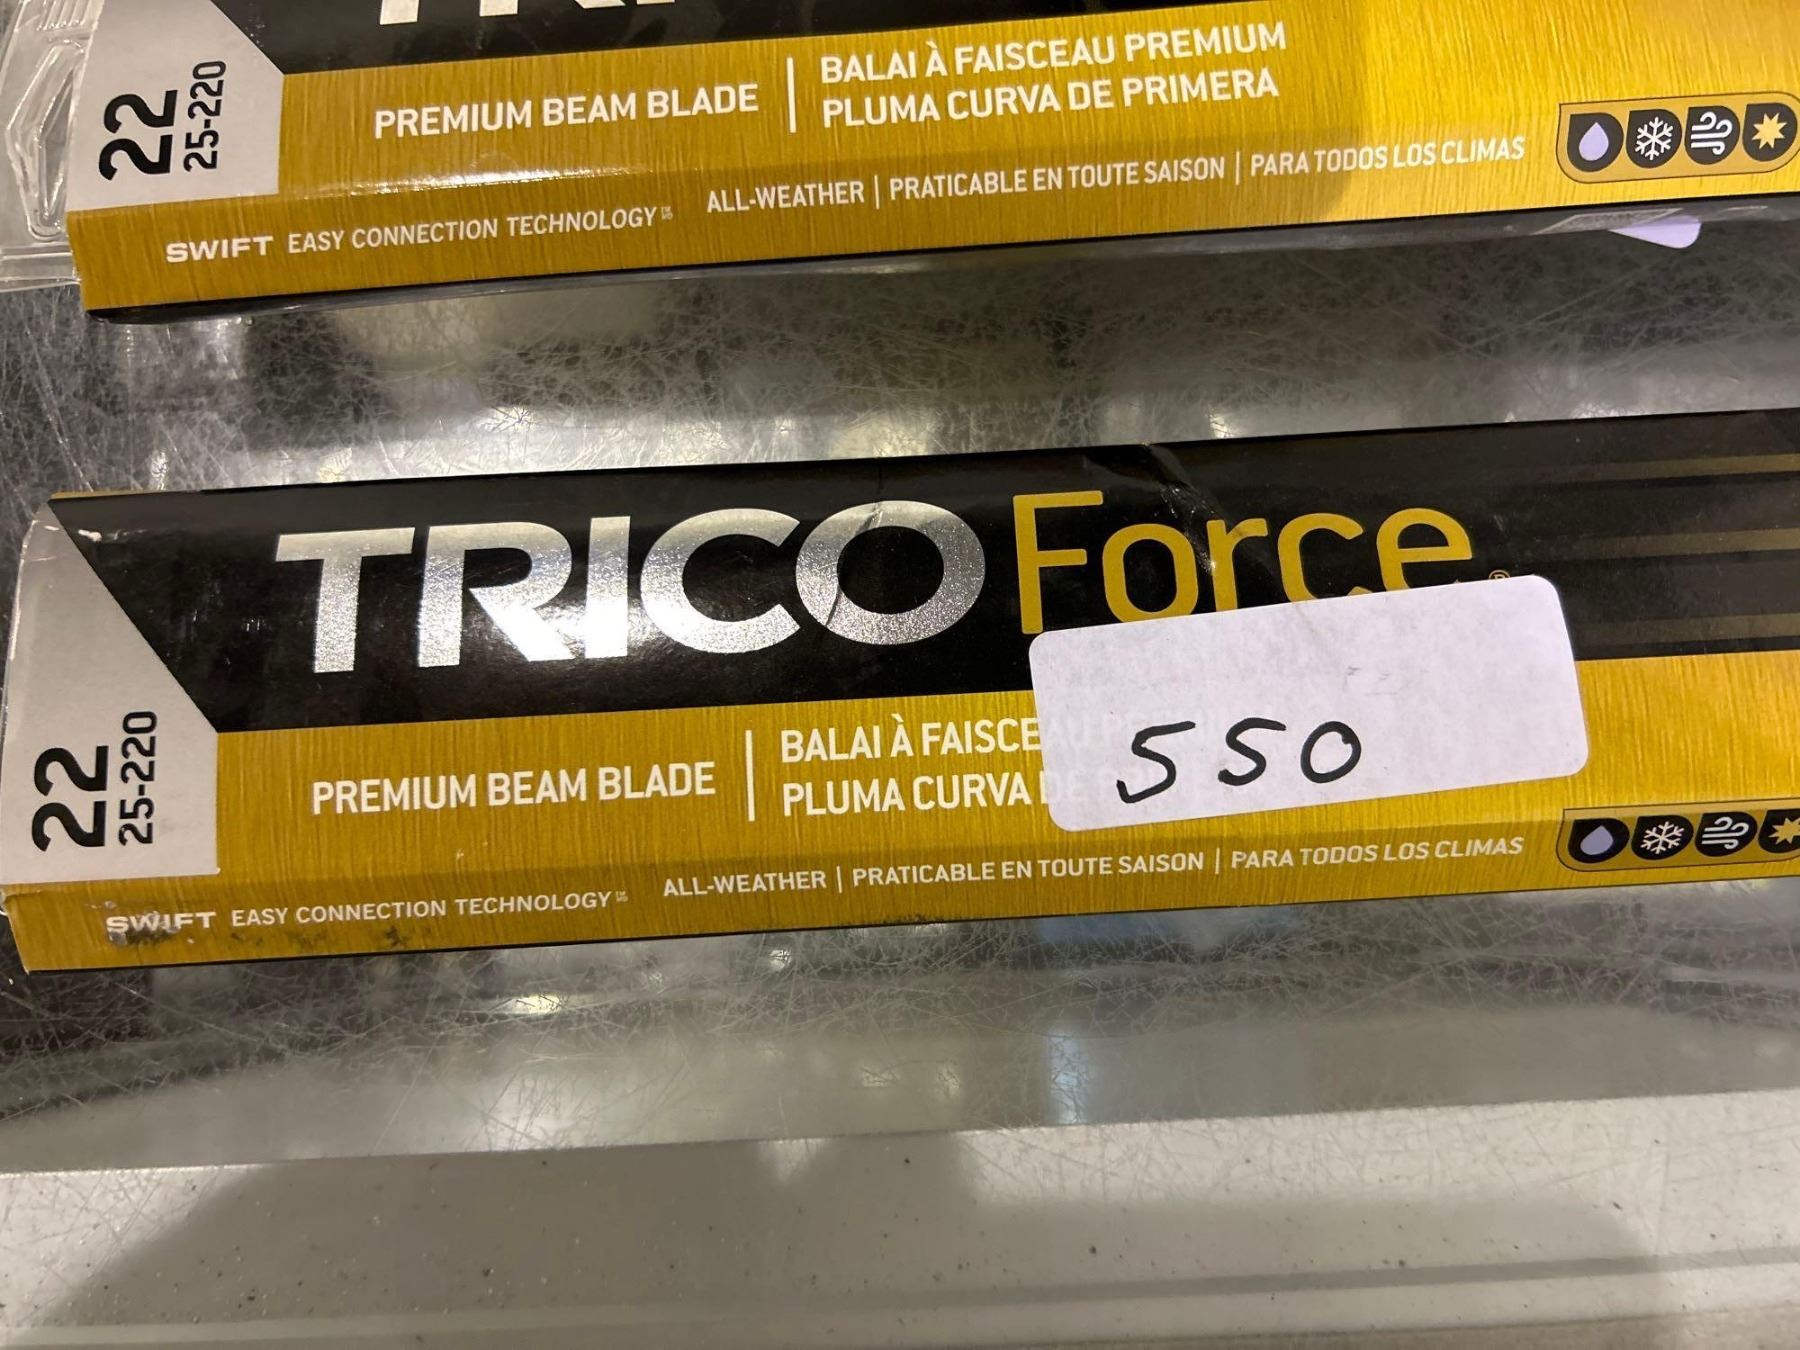 22
25-220
PREMIUM BEAM BLADE
BALAI À FAISCEAU PREMIUM
PLUMA CURVA DE PRIMERA
ALL-WEATHER | PRATICABLE EN TOUTE SAISON | PARA TODOS LOS CLIMAS
SWIFT EASY CONNECTION TECHNOLOGY
TRICO Force
22
25-220
PREMIUM BEAM BLADE
BALAI À FAISCEAU
PLUMA CURVA DE
550
ALL-WEATHER | PRATICABLE EN TOUTE SAISON | PARA TODOS LOS CLIMAS
SWIFT EASY CONNECTION TECHNOLOGY